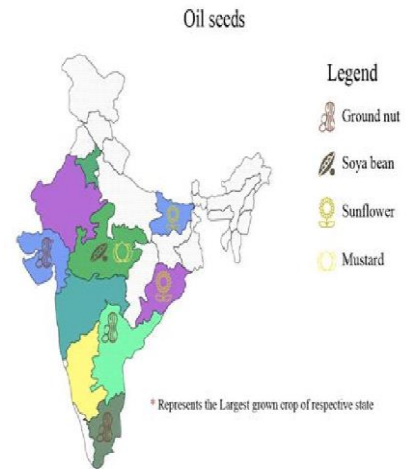 Oil seeds
Legend
Ground nut
Soya bean
Sunflower
Mustard
* Represents the Largest grown crop of respective state